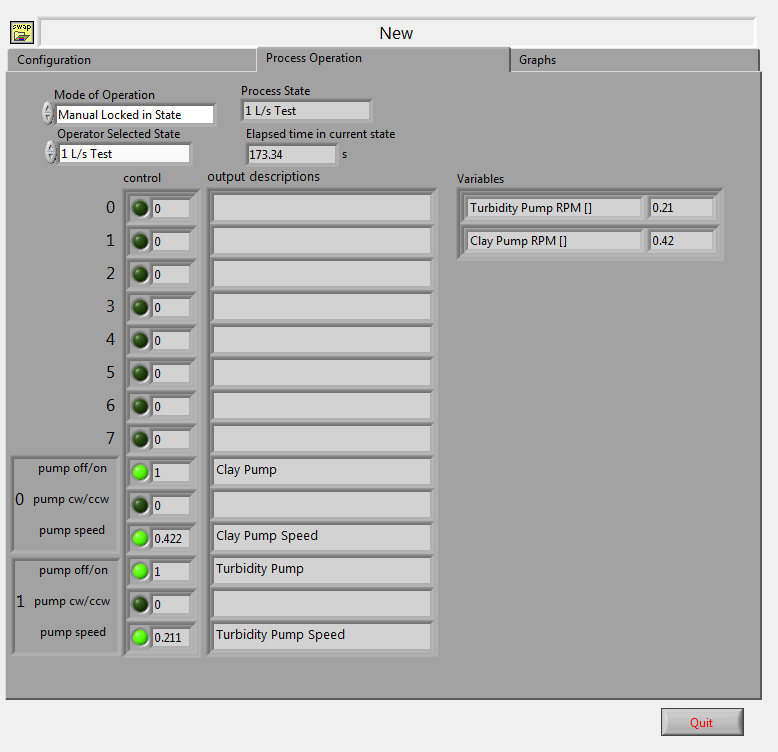 swap
New
Configuration
Process Operation
Graphs
Mode of Operation
Manual Locked in State
Process State
1 L/s Test
Operator Selected State
1 L/s Test
Elapsed time in current state
173.34 s
control
output descriptions
Variables
0 0
Turbidity Pump RPM [] 0.21
1 0
Clay Pump RPM [] 0.42
2 0
3 0
4 0
5 0
6 0
7 0
0
pump off/on 1 Clay Pump
pump cw/ccw 0
pump speed 0.422 Clay Pump Speed
1
pump off/on 1 Turbidity Pump
pump cw/ccw 0
pump speed 0.211 Turbidity Pump Speed
Quit